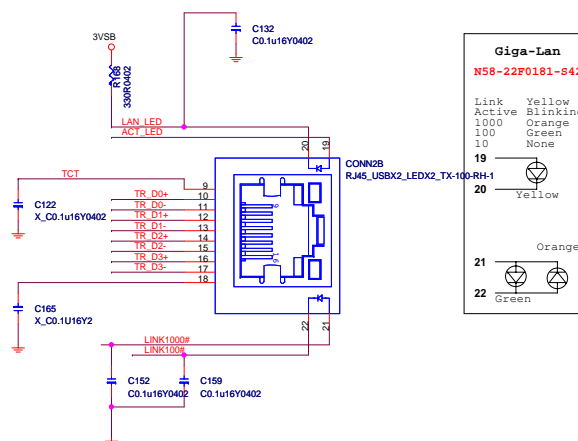 C132
C0.1u16Y0402
3VSB
RY68
330R0402
LAN_LED
ACT_LED
20
19
CONN2B
RJ45_USBX2_LEDX2_TX-100-RH-1
TCT
9
TR_D0+
10
TR_D0-
11
TR_D1+
12
TR_D1-
13
TR_D2+
14
TR_D2-
15
TR_D3+
16
TR_D3-
17
18
9
16
C122
X_C0.1u16Y0402
C165
X_C0.1U16Y2
22
21
LINK1000#
LINK100#
C152
C0.1u16Y0402
C159
C0.1u16Y0402
Giga-Lan
N58-22F0181-S42
Link Yellow
Active Blinking
1000 Orange
100 Green
10 None
19
20
Yellow
Orange
21
22
Green